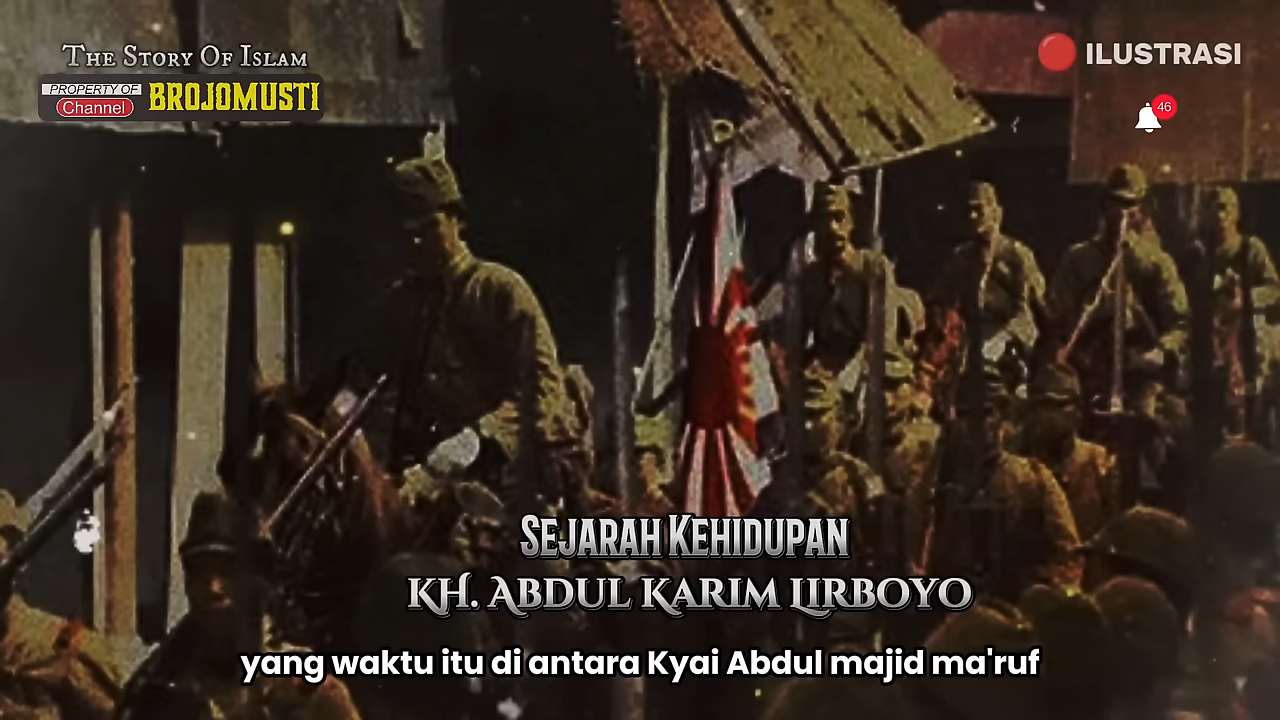 The Story Of Islam
PROPERTY OF
Channel
BROJOMUSTI
ILUSTRASI
46
Sejarah Kehidupan
KH. Abdul Karim Lirboyo
yang waktu itu di antara Kyai Abdul majid ma'ruf